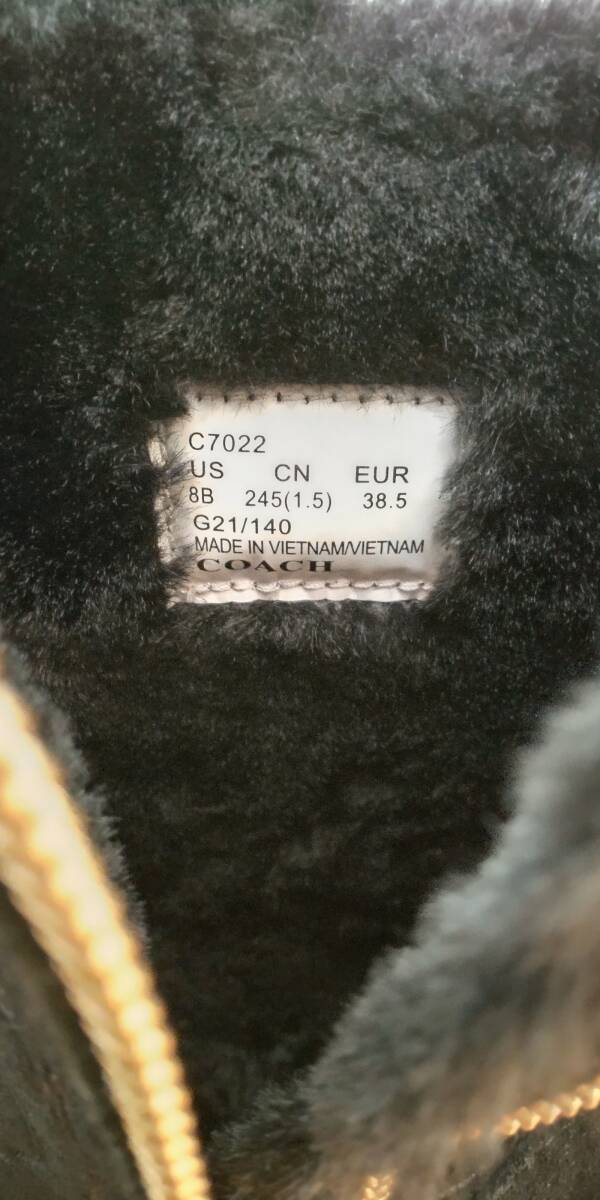 C7022
US CN EUR
8B 245(1.5) 38.5
G21/140
MADE IN VIETNAM/VIETNAM
COACH